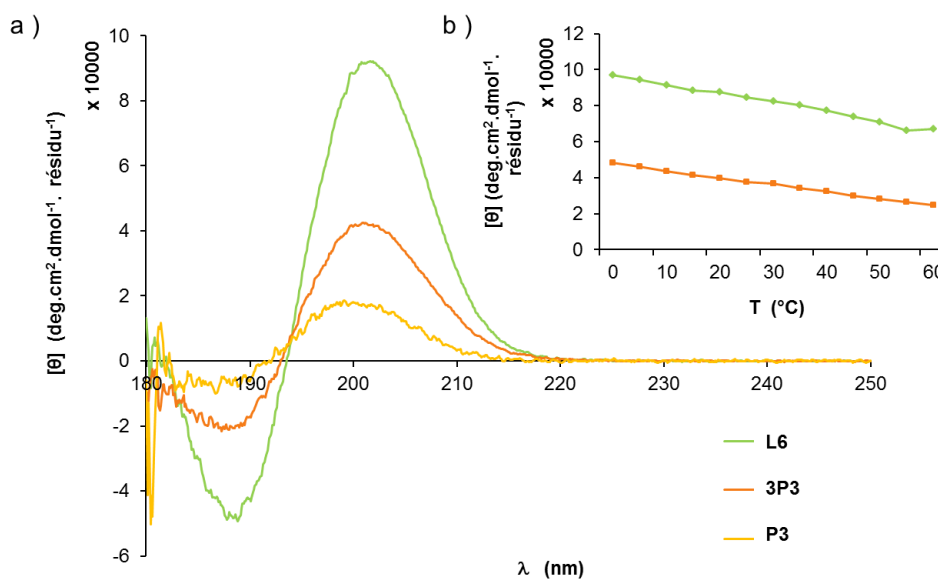 a )
[θ] (deg.cm².dmol⁻¹. résidu⁻¹)
x 10000
10
8
6
4
2
0
-2
-4
-6
180
190
200
210
220
230
240
250
λ (nm)
b )
[θ] (deg.cm².dmol⁻¹.
résidu⁻¹)
x 10000
12
10
8
6
4
2
0
0
10
20
30
40
50
60
T (°C)
L6
3P3
P3